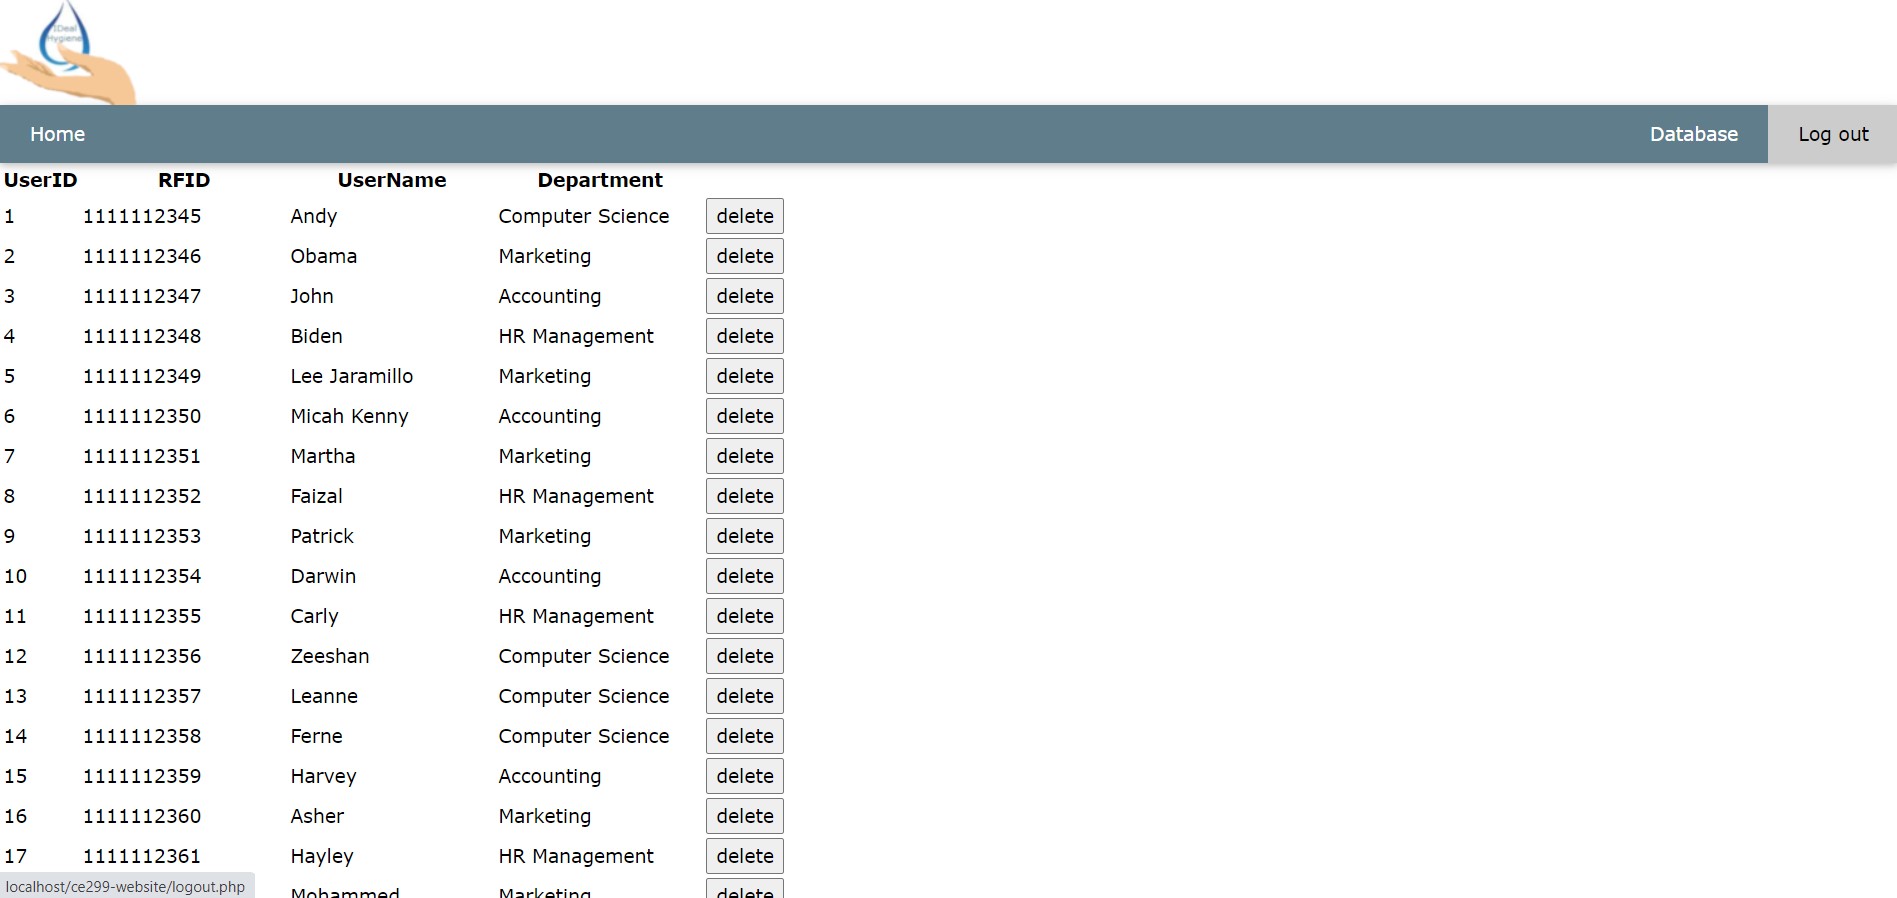 IDeal
Hygiene
Home Database Log out
UserID RFID UserName Department
1 1111112345 Andy Computer Science delete
2 1111112346 Obama Marketing delete
3 1111112347 John Accounting delete
4 1111112348 Biden HR Management delete
5 1111112349 Lee Jaramillo Marketing delete
6 1111112350 Micah Kenny Accounting delete
7 1111112351 Martha Marketing delete
8 1111112352 Faizal HR Management delete
9 1111112353 Patrick Marketing delete
10 1111112354 Darwin Accounting delete
11 1111112355 Carly HR Management delete
12 1111112356 Zeeshan Computer Science delete
13 1111112357 Leanne Computer Science delete
14 1111112358 Ferne Computer Science delete
15 1111112359 Harvey Accounting delete
16 1111112360 Asher Marketing delete
17 1111112361 Hayley HR Management delete
Mohammed Marketing delete
localhost/ce299-website/logout.php